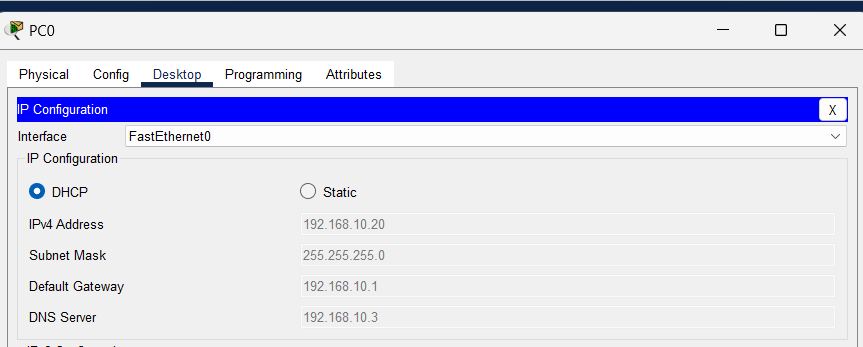 PC0
Physical Config Desktop Programming Attributes
IP Configuration X
Interface FastEthernet0
IP Configuration
DHCP Static
IPv4 Address 192.168.10.20
Subnet Mask 255.255.255.0
Default Gateway 192.168.10.1
DNS Server 192.168.10.3